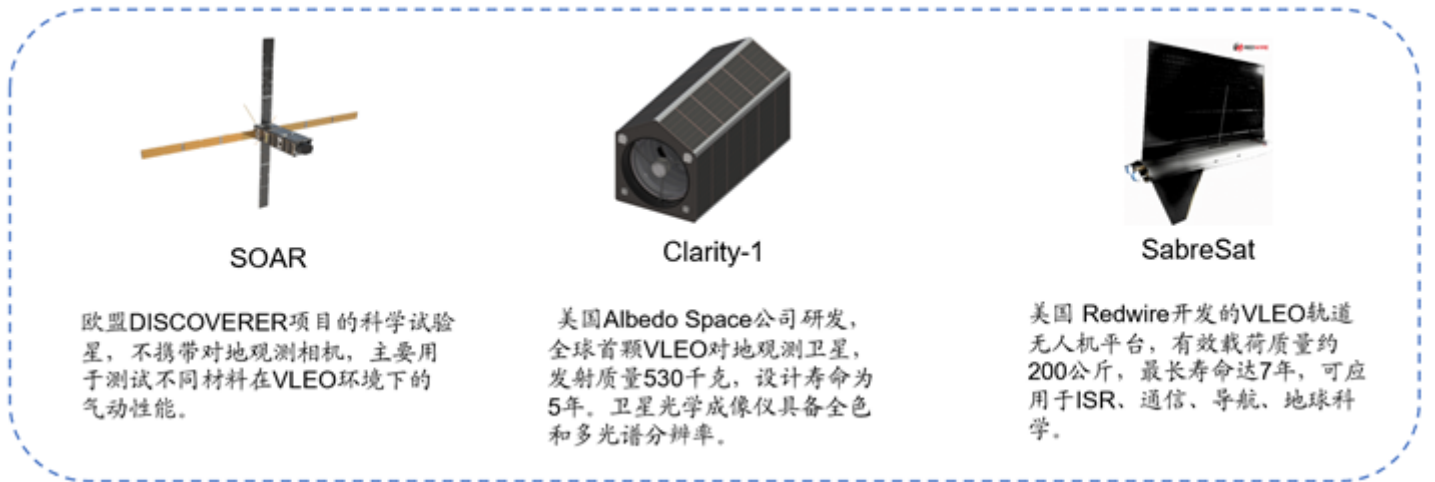 SOAR
欧盟DISCOVERER项目的科学试验
星，不携带对地观测相机，主要用
于测试不同材料在VLEO环境下的
气动性能。
Clarity-1
美国Albedo Space公司研发，
全球首颗VLEO对地观测卫星，
发射质量530千克，设计寿命为
5年。卫星光学成像仪具备全色
和多光谱分辨率。
REDWIRE
SabreSat
美国 Redwire开发的VLEO轨道
无人机平台，有效载荷质量约
200公斤，最长寿命达7年，可应
用于ISR、通信、导航、地球科
学。